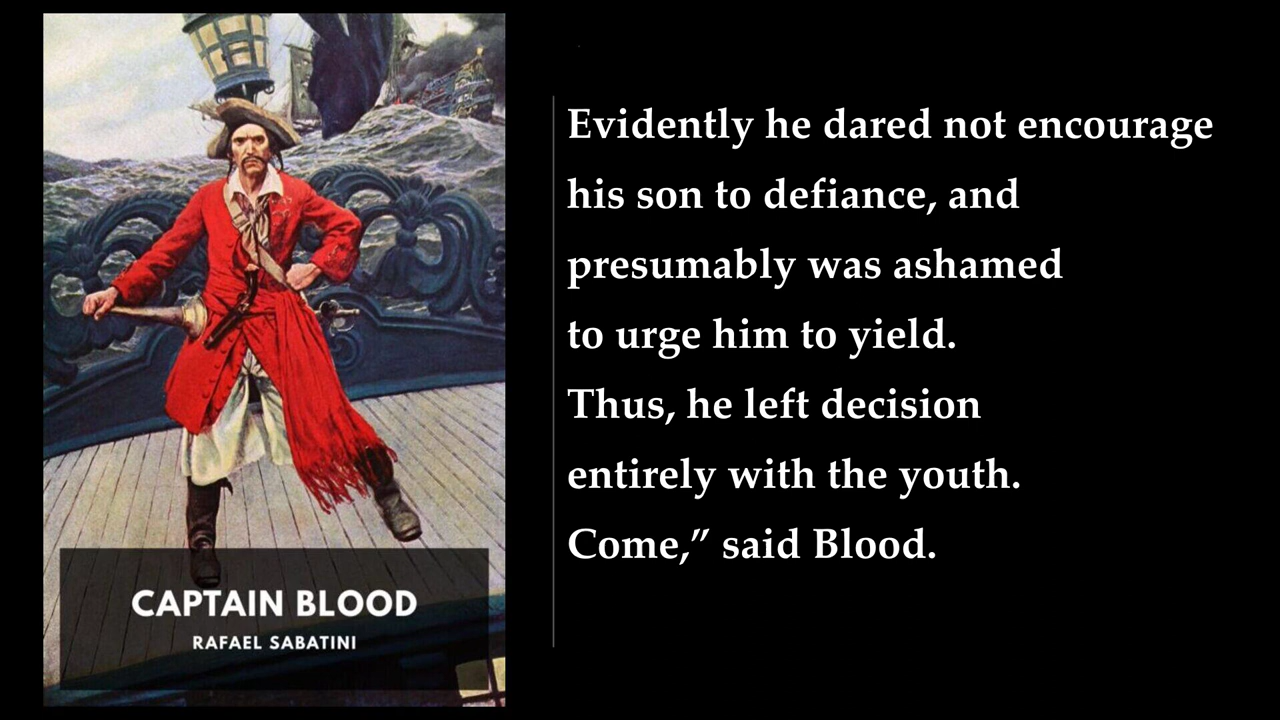 Evidently he dared not encourage
his son to defiance, and
presumably was ashamed
to urge him to yield.
Thus, he left decision
entirely with the youth.
Come,” said Blood.
CAPTAIN BLOOD
RAFAEL SABATINI